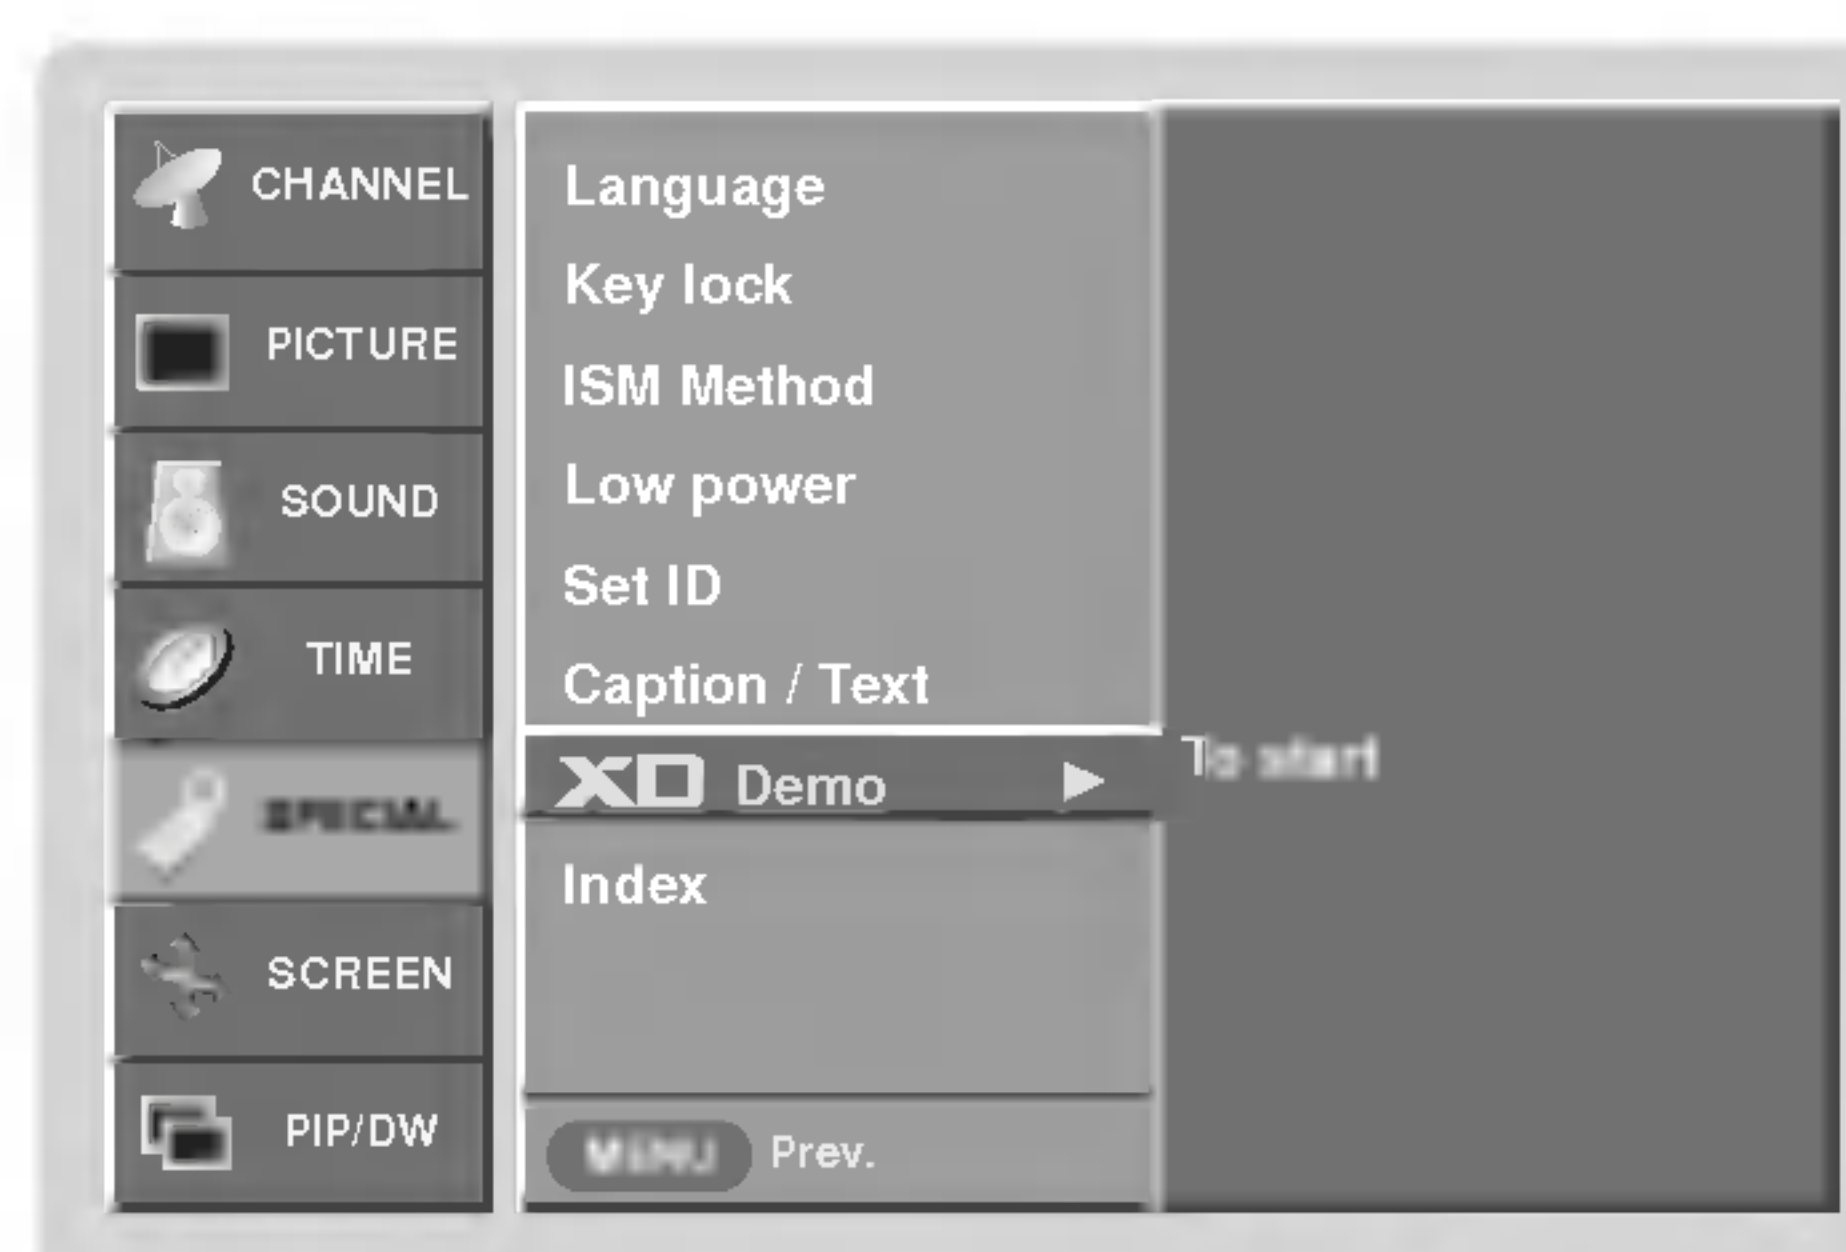 CHANNEL
PICTURE
SOUND
TIME
SPECIAL
SCREEN
PIP/DW
Language
Key lock
ISM Method
Low power
Set ID
Caption / Text
XD Demo
To start
Index
MENU Prev.